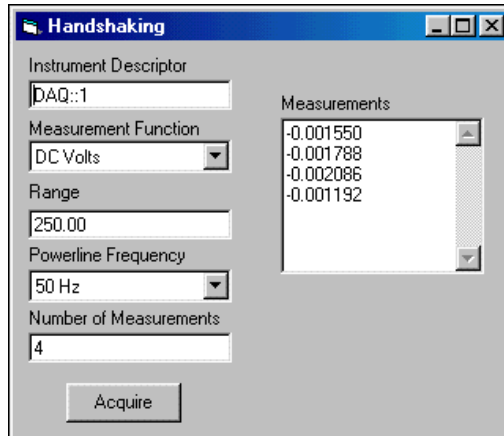 Handshaking
Instrument Descriptor
DAQ::1
Measurement Function
DC Volts
Range
250.00
Powerline Frequency
50 Hz
Number of Measurements
4
Acquire
Measurements
-0.001550
-0.001788
-0.002086
-0.001192